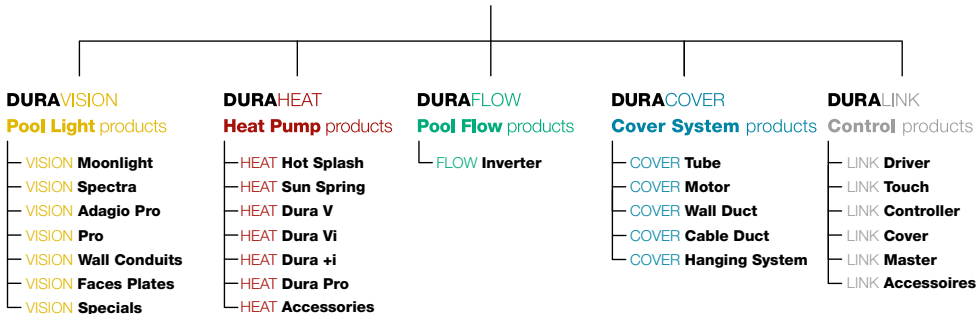 DURAVISION
Pool Light products
VISION Moonlight
VISION Spectra
VISION Adagio Pro
VISION Pro
VISION Wall Conduits
VISION Faces Plates
VISION Specials
DURAHEAT
Heat Pump products
HEAT Hot Splash
HEAT Sun Spring
HEAT Dura V
HEAT Dura Vi
HEAT Dura +i
HEAT Dura Pro
HEAT Accessories
DURAFLOW
Pool Flow products
FLOW Inverter
DURACOVER
Cover System products
COVER Tube
COVER Motor
COVER Wall Duct
COVER Cable Duct
COVER Hanging System
DURALINK
Control products
LINK Driver
LINK Touch
LINK Controller
LINK Cover
LINK Master
LINK Accessoires